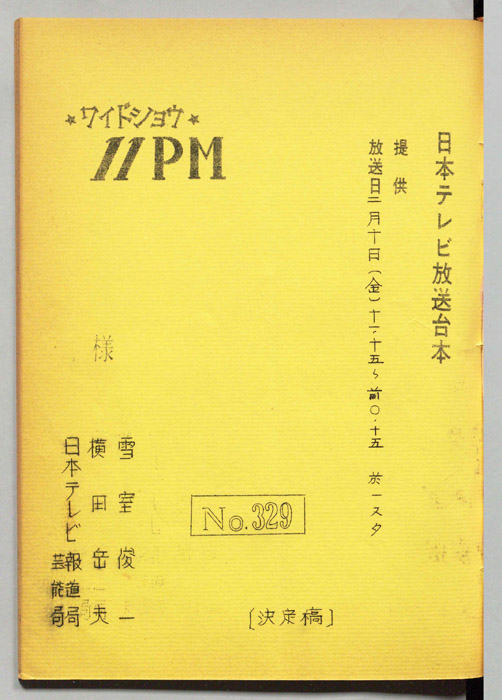 日本テレビ放送台本
提供
放送日二月十日(金)十一・十五〜前〇・十五 於一スタ
★ワイドショウ★
11PM
様
No.329
[決定稿]
雪室俊一
横田岳夫
日本テレビ 報道局
芸能局